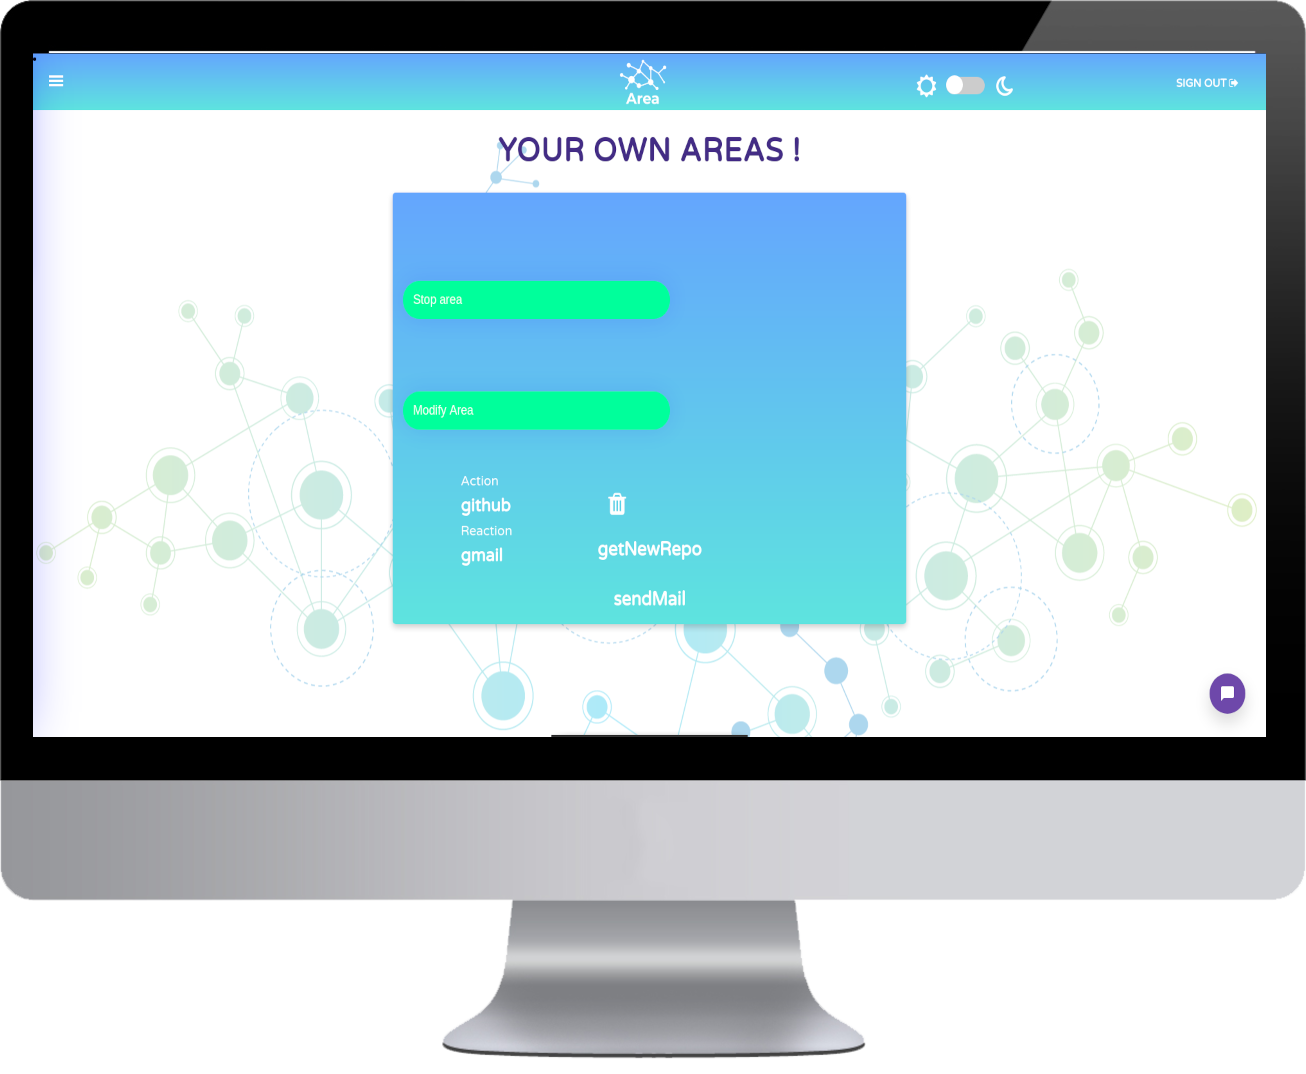 Area
SIGN OUT
YOUR OWN AREAS !
Stop area
Modify Area
Action
github
Reaction
gmail
getNewRepo
sendMail